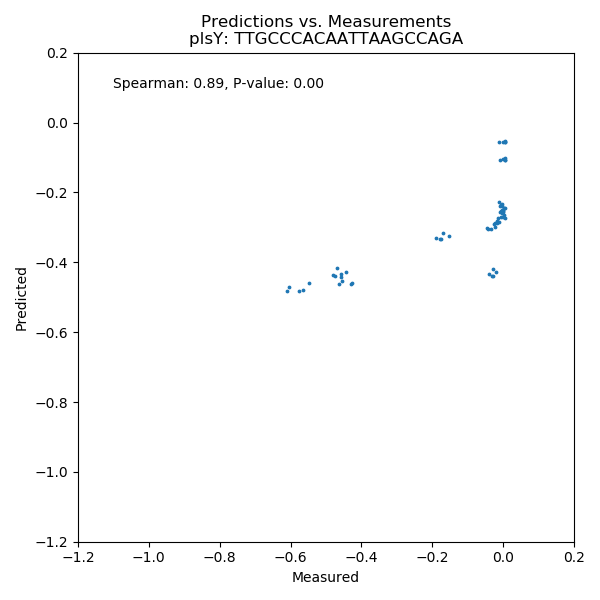 Predictions vs. Measurements
plsY: TTGCCCACAATTAAGCCAGA
Spearman: 0.89, P-value: 0.00
0.2
0.0
−0.2
−0.4
−0.6
−0.8
−1.0
−1.2
Predicted
−1.2 −1.0 −0.8 −0.6 −0.4 −0.2 0.0 0.2
Measured